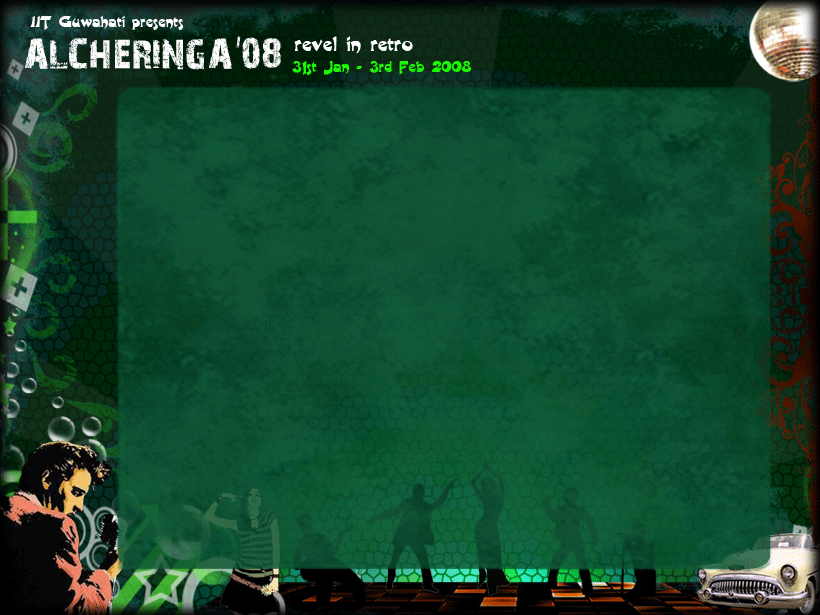 IIT Guwahati presents
ALCHERINGA'08 revel in retro
31st Jan - 3rd Feb 2008